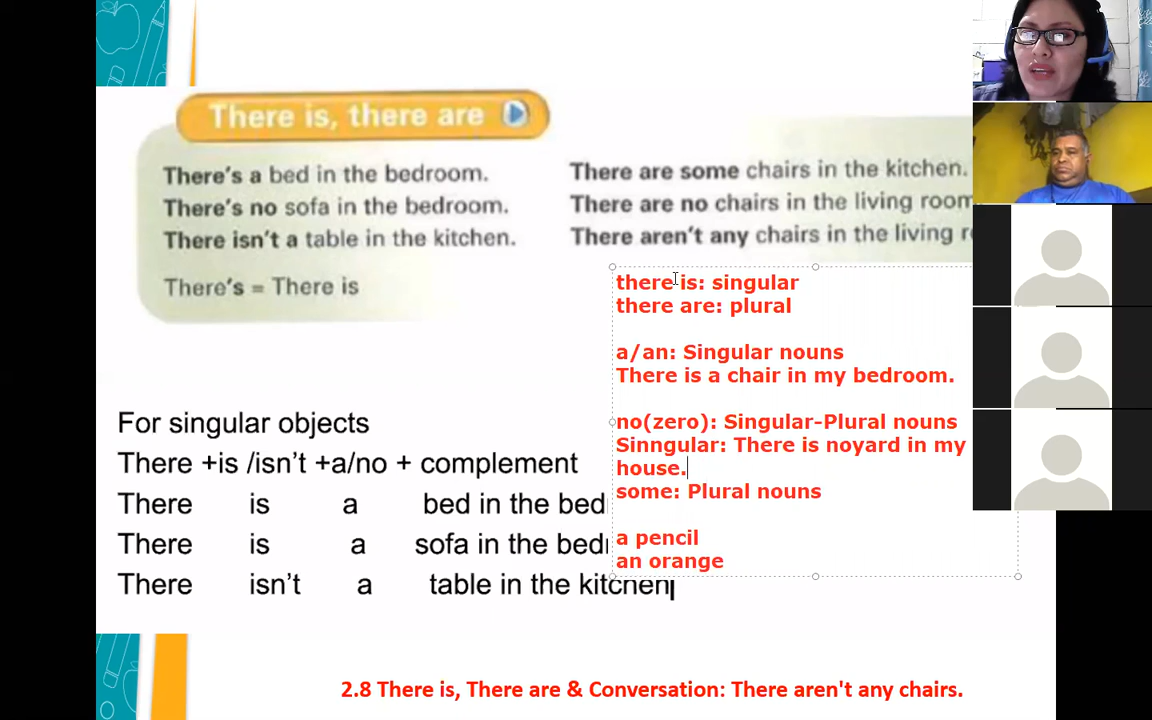 There is, there are
There's a bed in the bedroom.
There's no sofa in the bedroom.
There isn't a table in the kitchen.
There's = There is
There are some chairs in the kitchen.
There are no chairs in the living room
There aren't any chairs in the living r
there is: singular
there are: plural
a/an: Singular nouns
There is a chair in my bedroom.
no(zero): Singular-Plural nouns
Sinngular: There is noyard in my
house.
some: Plural nouns
a pencil
an orange
For singular objects
There +is /isn't +a/no + complement
There is a bed in the bed
There is a sofa in the bed
There isn't a table in the kitchen
2.8 There is, There are & Conversation: There aren't any chairs.